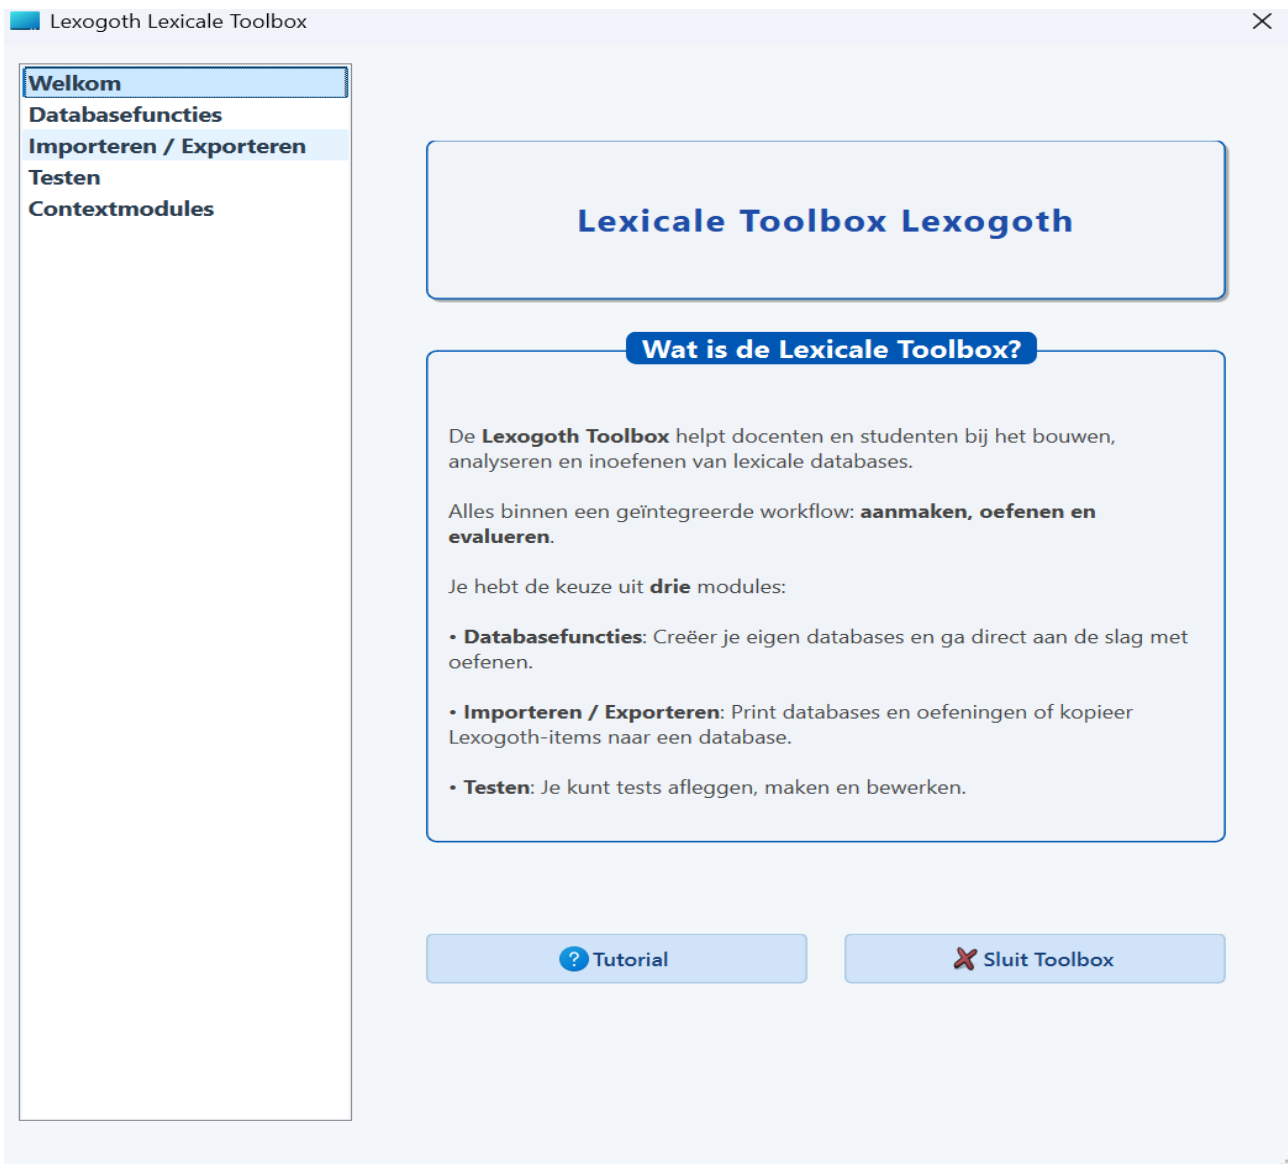 Lexogoth Lexicale Toolbox
Welkom
Databasefuncties
Importeren / Exporteren
Testen
Contextmodules
Lexicale Toolbox Lexogoth
Wat is de Lexicale Toolbox?
De Lexogoth Toolbox helpt docenten en studenten bij het bouwen,
analyseren en inoefenen van lexicale databases.
Alles binnen een geïntegreerde workflow: aanmaken, oefenen en
evalueren.
Je hebt de keuze uit drie modules:
• Databasefuncties: Creëer je eigen databases en ga direct aan de slag met
oefenen.
• Importeren / Exporteren: Print databases en oefeningen of kopieer
Lexogoth-items naar een database.
• Testen: Je kunt tests afleggen, maken en bewerken.
Tutorial
Sluit Toolbox